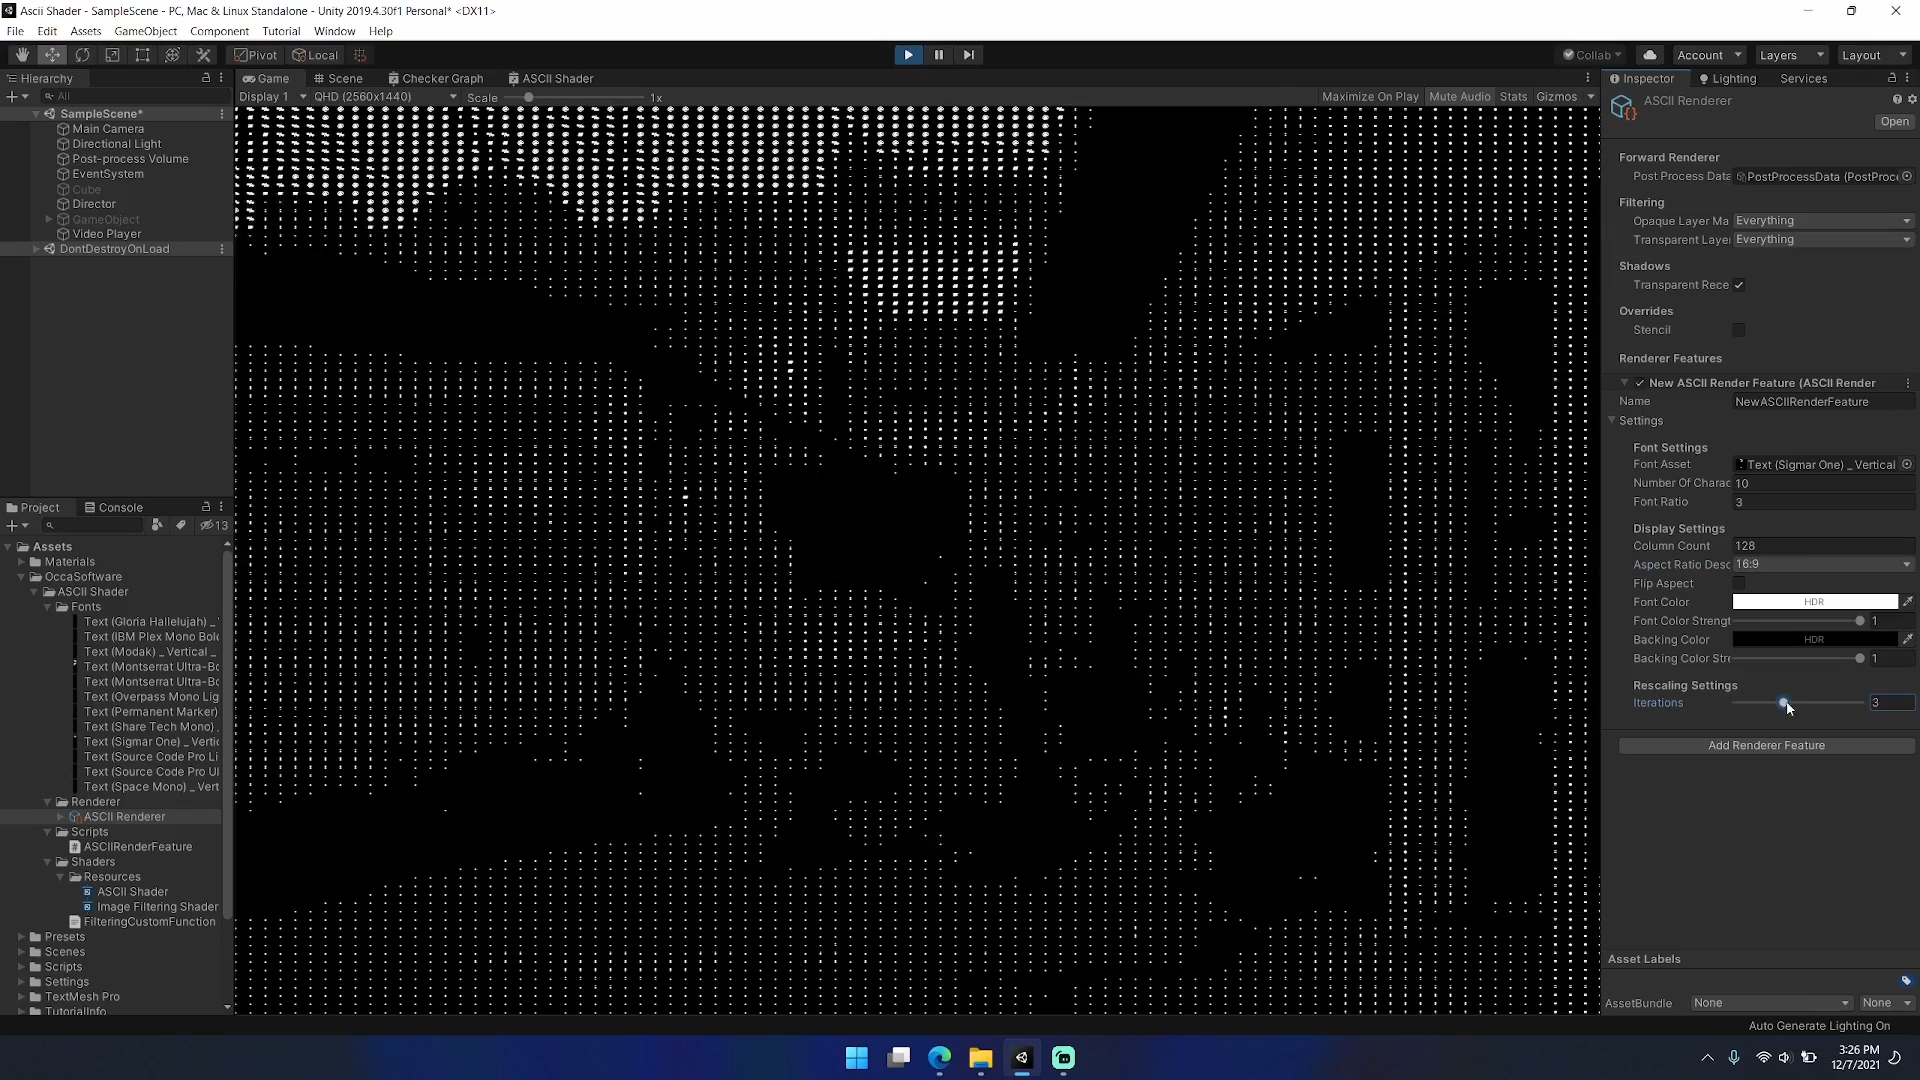 Ascii Shader - SampleScene - PC, Mac & Linux Standalone - Unity 2019.4.30f1 Personal* <DX11>
File Edit Assets GameObject Component Tutorial Window Help
Pivot Local Collab Account Layers Layout
Hierarchy
All
SampleScene*
Main Camera
Directional Light
Post-process Volume
EventSystem
Cube
Director
GameObject
Video Player
DontDestroyOnLoad
Game Scene Checker Graph ASCII Shader
Display 1 QHD (2560x1440) Scale 1x Maximize On Play Mute Audio Stats Gizmos
Project Console
13
Assets
Materials
OccaSoftware
ASCII Shader
Fonts
Text (Gloria Hallelujah) _
Text (IBM Plex Mono Bol
Text (Modak) _ Vertical _
Text (Montserrat Ultra-Bo
Text (Montserrat Ultra-Bo
Text (Overpass Mono Lig
Text (Permanent Marker)
Text (Share Tech Mono)
Text (Sigmar One) _ Verti
Text (Source Code Pro Li
Text (Source Code Pro Ul
Text (Space Mono) _ Vert
Renderer
ASCII Renderer
Scripts
ASCIIRenderFeature
Shaders
Resources
ASCII Shader
Image Filtering Shader
FilteringCustomFunction
Presets
Scenes
Scripts
Settings
TextMesh Pro
TutorialInfo
Inspector Lighting Services
ASCII Renderer
Open
Forward Renderer
Post Process Data PostProcessData (PostProc
Filtering
Opaque Layer Ma Everything
Transparent Laye Everything
Shadows
Transparent Rece
Overrides
Stencil
Renderer Features
New ASCII Render Feature (ASCII Render
Name NewASCIIRenderFeature
Settings
Font Settings
Font Asset Text (Sigmar One) _ Vertical
Number Of Charac 10
Font Ratio 3
Display Settings
Column Count 128
Aspect Ratio Desc 16:9
Flip Aspect
Font Color HDR
Font Color Strengt 1
Backing Color HDR
Backing Color Str 1
Rescaling Settings
Iterations 3
Add Renderer Feature
Asset Labels
AssetBundle None None
Auto Generate Lighting On
3:26 PM
12/7/2021